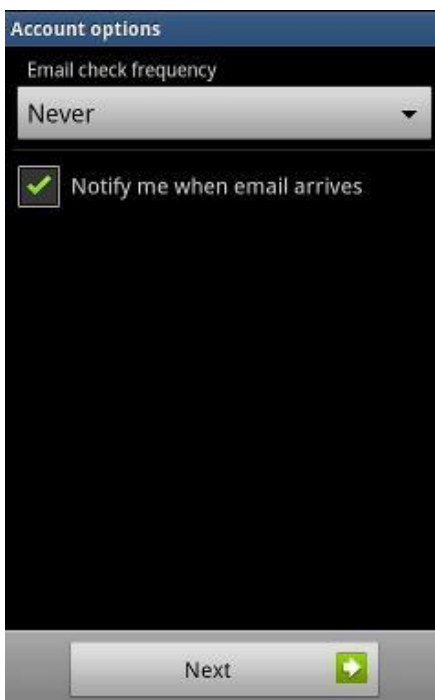 Account options
Email check frequency
Never
Notify me when email arrives
Next